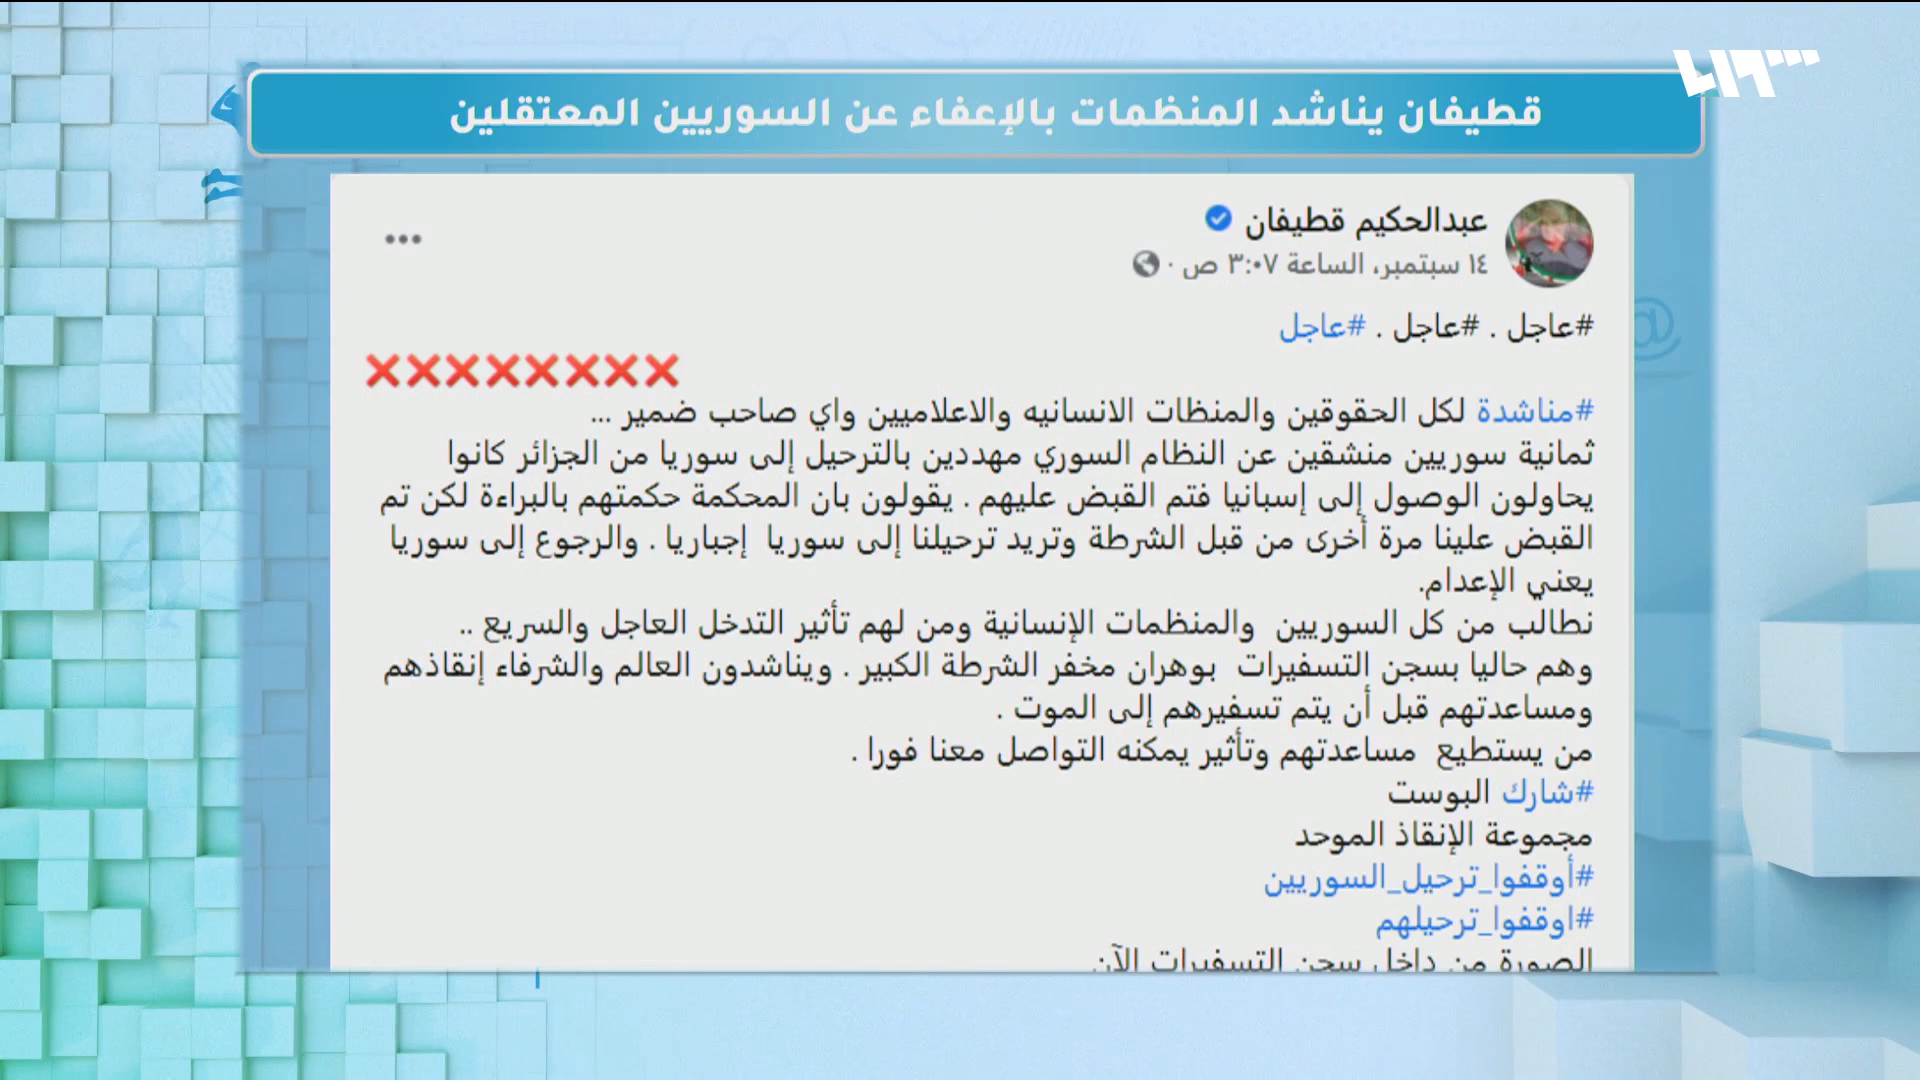 قطيفان يناشد المنظمات بالإعفاء عن السوريين المعتقلين
عبدالحكيم قطيفان
١٤ سبتمبر، الساعة ٣:٠٧ ص ·
#عاجل . #عاجل . #عاجل
❌❌❌❌❌❌❌❌
#مناشدة لكل الحقوقين والمنظات الانسانيه والاعلاميين واي صاحب ضمير ...
ثمانية سوريين منشقين عن النظام السوري مهددين بالترحيل إلى سوريا من الجزائر كانوا
يحاولون الوصول إلى إسبانيا فتم القبض عليهم . يقولون بان المحكمة حكمتهم بالبراءة لكن تم
القبض علينا مرة أخرى من قبل الشرطة وتريد ترحيلنا إلى سوريا إجباريا . والرجوع إلى سوريا
يعني الإعدام.
نطالب من كل السوريين والمنظمات الإنسانية ومن لهم تأثير التدخل العاجل والسريع ..
وهم حاليا بسجن التسفيرات بوهران مخفر الشرطة الكبير . ويناشدون العالم والشرفاء إنقاذهم
ومساعدتهم قبل أن يتم تسفيرهم إلى الموت .
من يستطيع مساعدتهم وتأثير يمكنه التواصل معنا فورا .
#شارك البوست
مجموعة الإنقاذ الموحد
#أوقفوا_ترحيل_السوريين
#اوقفوا_ترحيلهم
الصورة من داخل سجن التسفيرات الآن